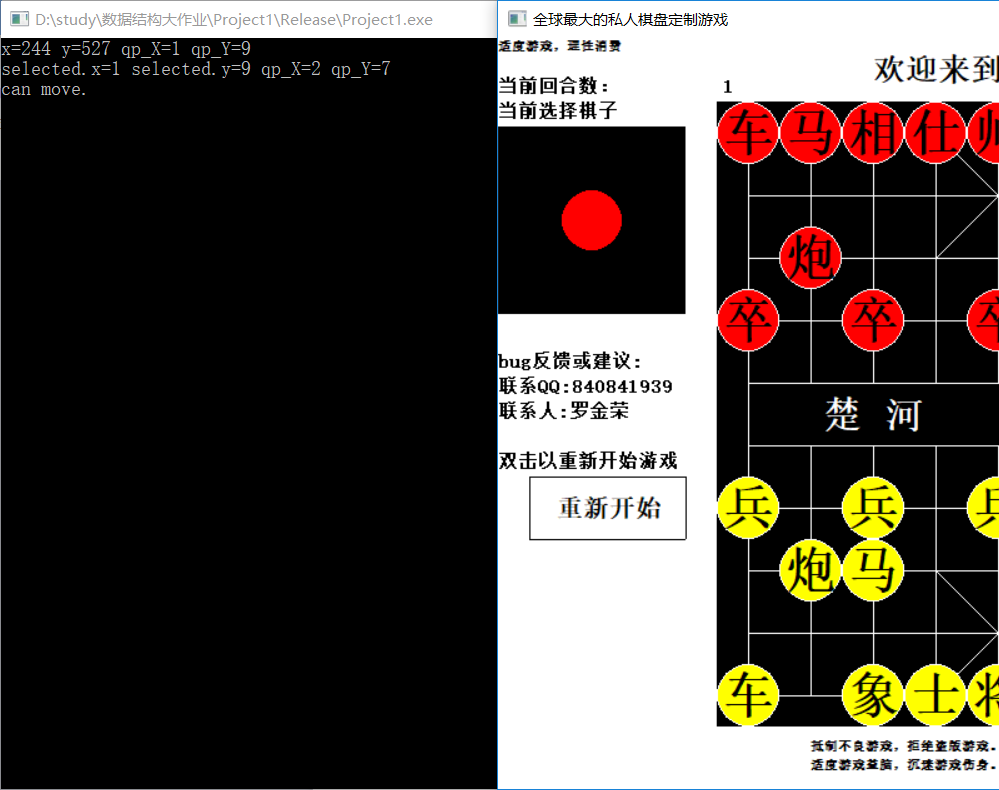 D:\study\数据结构大作业\Project1\Release\Project1.exe
x=244 y=527 qp_X=1 qp_Y=9
selected.x=1 selected.y=9 qp_X=2 qp_Y=7
can move.
全球最大的私人棋盘定制游戏
适度游戏，理性消费
欢迎来到
当前回合数: 1
当前选择棋子
bug反馈或建议:
联系QQ:840841939
联系人:罗金荣
双击以重新开始游戏
重新开始
车 马 相 仕 帅
炮
卒 卒 卒
楚 河
兵 兵 兵
炮 马
车 象 士 将
抵制不良游戏，拒绝盗版游戏。
适度游戏益脑，沉迷游戏伤身。